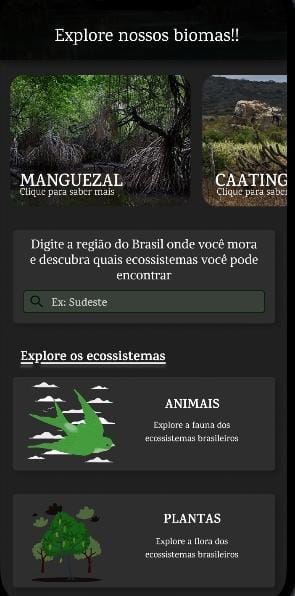 Explore nossos biomas!!
MANGUEZAL
Clique para saber mais
CAATING
Clique para saber
Digite a região do Brasil onde você mora
e descubra quais ecossistemas você pode
encontrar
Ex: Sudeste
Explore os ecossistemas
ANIMAIS
Explore a fauna dos
ecossistemas brasileiros
PLANTAS
Explore a flora dos
ecossistemas brasileiros